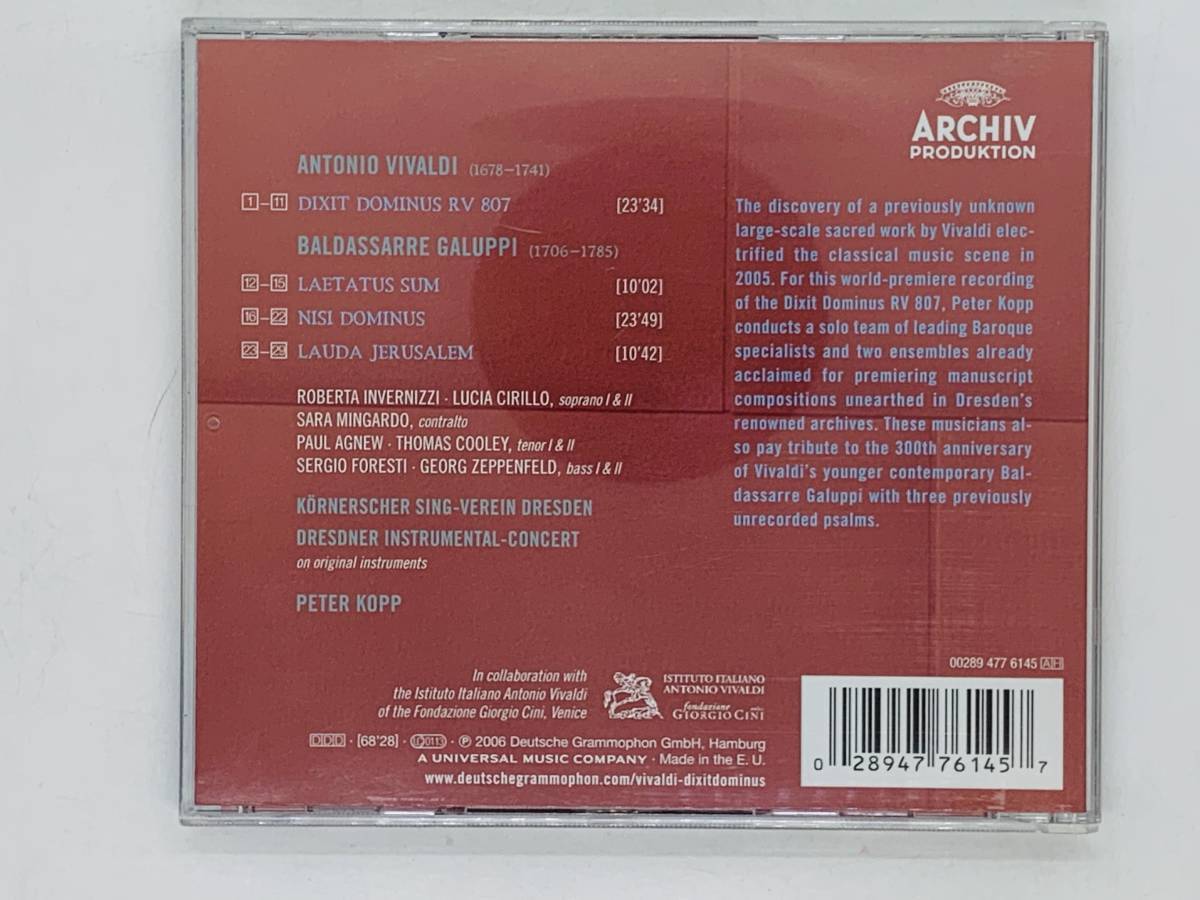 ARCHIV
PRODUKTION
ANTONIO VIVALDI (1678–1741)
1–11 DIXIT DOMINUS RV 807 [23'34]
BALDASSARRE GALUPPI (1706–1785)
12–15 LAETATUS SUM [10'02]
16–22 NISI DOMINUS [23'49]
23–29 LAUDA JERUSALEM [10'42]
ROBERTA INVERNIZZI · LUCIA CIRILLO, soprano I & II
SARA MINGARDO, contralto
PAUL AGNEW · THOMAS COOLEY, tenor I & II
SERGIO FORESTI · GEORG ZEPPENFELD, bass I & II
KÖRNERSCHER SING-VEREIN DRESDEN
DRESDNER INSTRUMENTAL-CONCERT
on original instruments
PETER KOPP
The discovery of a previously unknown
large-scale sacred work by Vivaldi elec-
trified the classical music scene in
2005. For this world-premiere recording
of the Dixit Dominus RV 807, Peter Kopp
conducts a solo team of leading Baroque
specialists and two ensembles already
acclaimed for premiering manuscript
compositions unearthed in Dresden's
renowned archives. These musicians al-
so pay tribute to the 300th anniversary
of Vivaldi's younger contemporary Bal-
dassarre Galuppi with three previously
unrecorded psalms.
In collaboration with
the Istituto Italiano Antonio Vivaldi
of the Fondazione Giorgio Cini, Venice
ISTITUTO ITALIANO
ANTONIO VIVALDI
fondazione
GIORGIO CINI
DDD · [68'28] · LC 0113 · ℗ 2006 Deutsche Grammophon GmbH, Hamburg
A UNIVERSAL MUSIC COMPANY · Made in the E. U.
www.deutschegrammophon.com/vivaldi-dixitdominus
00289 477 6145 AH
0 28947 76145 7